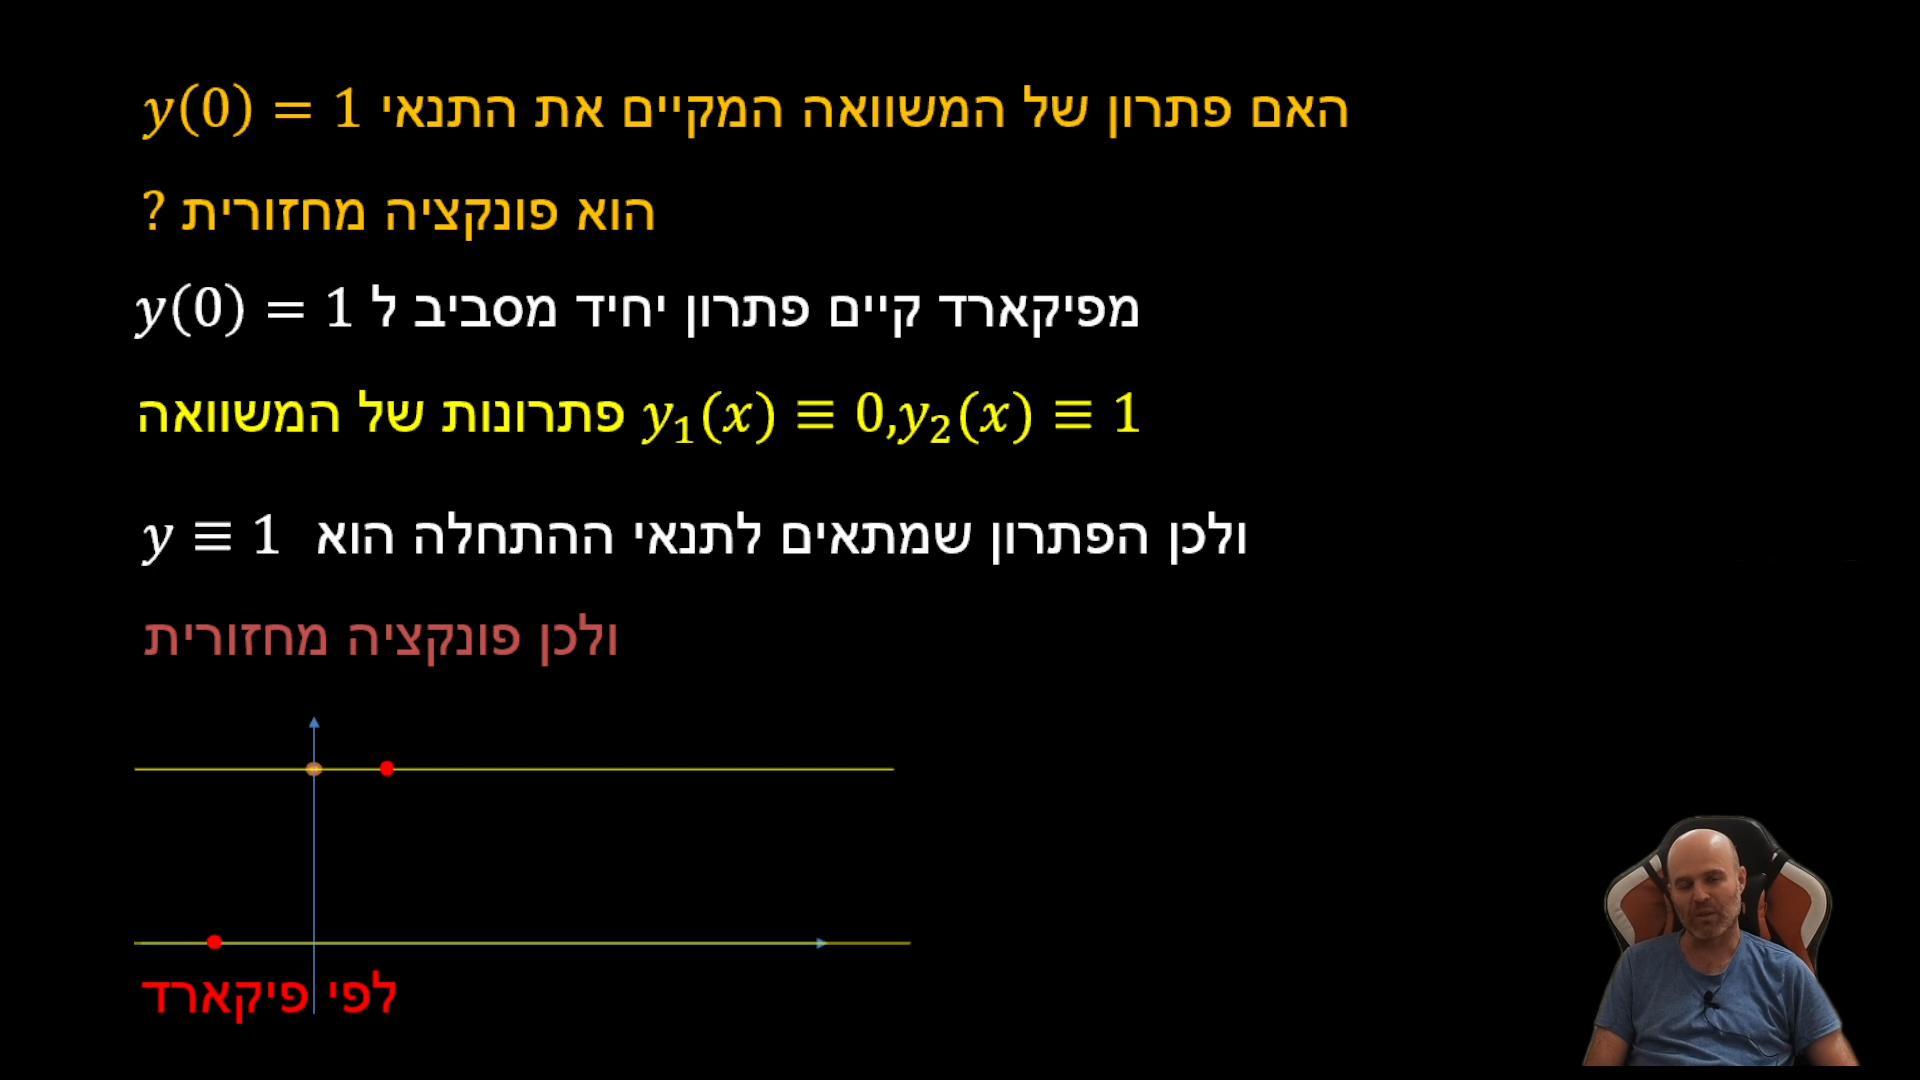 האם פתרון של המשוואה המקיים את התנאי y(0) = 1
הוא פונקציה מחזורית ?
מפיקארד קיים פתרון יחיד מסביב ל y(0) = 1
y₁(x) ≡ 0,y₂(x) ≡ 1 פתרונות של המשוואה
ולכן הפתרון שמתאים לתנאי ההתחלה הוא y ≡ 1
ולכן פונקציה מחזורית
לפי פיקארד